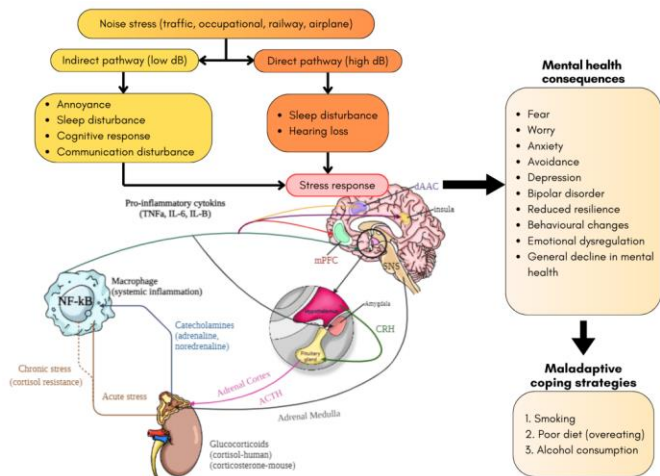 Noise stress (traffic, occupational, railway, airplane)
Indirect pathway (low dB)
Direct pathway (high dB)
• Annoyance
• Sleep disturbance
• Cognitive response
• Communication disturbance
• Sleep disturbance
• Hearing loss
Stress response
Pro-inflammatory cytokins
(TNFa, IL-6, IL-B)
dAAC
insula
mPFC
SNS
Macrophage
(systemic inflammation)
NF-kB
Hypothalamus
Amygdala
Pituitary
gland
CRH
Catecholamines
(adrenaline,
noredrenaline)
Chronic stress
(cortisol resistance)
Acute stress
Adrenal Cortex
ACTH
Adrenal Medulla
Glucocorticoids
(cortisol-human)
(corticosterone-mouse)
Mental health
consequences
• Fear
• Worry
• Anxiety
• Avoidance
• Depression
• Bipolar disorder
• Reduced resilience
• Behavioural changes
• Emotional dysregulation
• General decline in mental
health
Maladaptive
coping strategies
1. Smoking
2. Poor diet (overeating)
3. Alcohol consumption